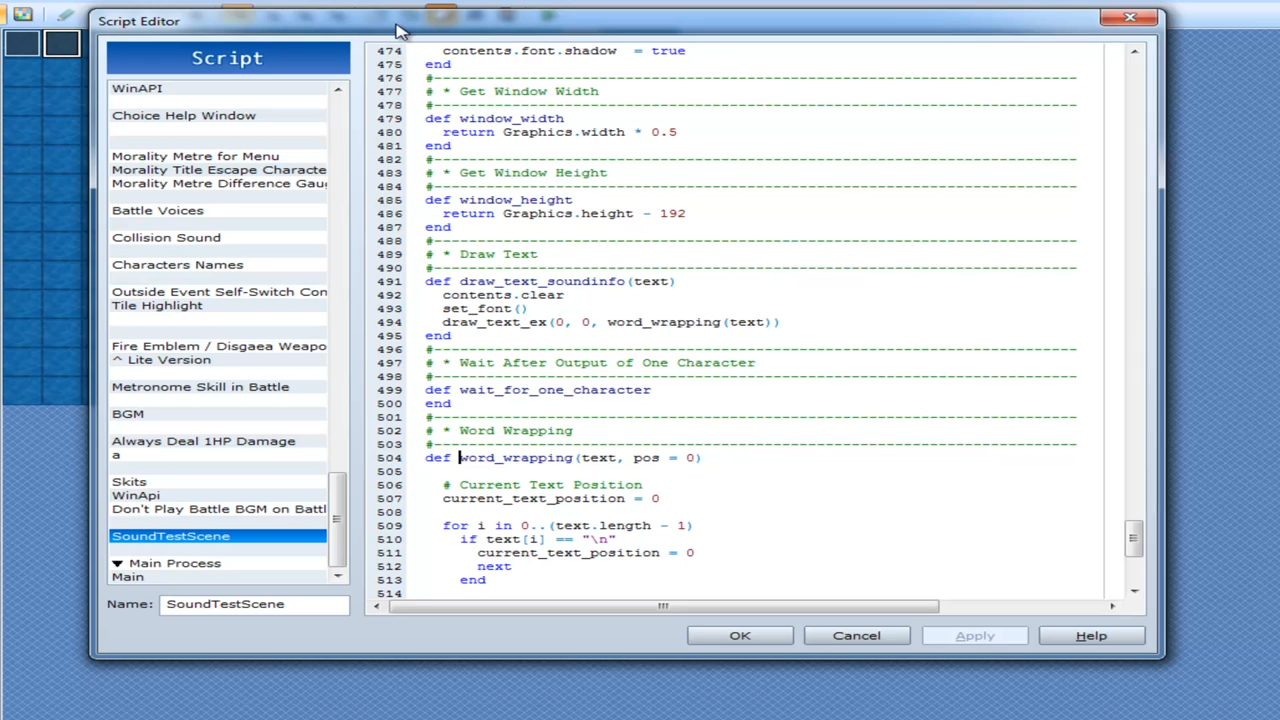 Script Editor
Script
WinAPI
Choice Help Window
Morality Metre for Menu
Morality Title Escape Characte
Morality Metre Difference Gau
Battle Voices
Collision Sound
Characters Names
Outside Event Self-Switch Con
Tile Highlight
Fire Emblem / Disgaea Weapo
^ Lite Version
Metronome Skill in Battle
BGM
Always Deal 1HP Damage
a
Skits
WinApi
Don't Play Battle BGM on Battl
SoundTestScene
▼ Main Process
Main
Name: SoundTestScene
474 contents.font.shadow  = true
475 end
476 #--------------------------------------------------------------------------
477 # * Get Window Width
478 #--------------------------------------------------------------------------
479 def window_width
480 return Graphics.width * 0.5
481 end
482 #--------------------------------------------------------------------------
483 # * Get Window Height
484 #--------------------------------------------------------------------------
485 def window_height
486 return Graphics.height - 192
487 end
488 #--------------------------------------------------------------------------
489 # * Draw Text
490 #--------------------------------------------------------------------------
491 def draw_text_soundinfo(text)
492 contents.clear
493 set_font()
494 draw_text_ex(0, 0, word_wrapping(text))
495 end
496 #--------------------------------------------------------------------------
497 # * Wait After Output of One Character
498 #--------------------------------------------------------------------------
499 def wait_for_one_character
500 end
501 #--------------------------------------------------------------------------
502 # * Word Wrapping
503 #--------------------------------------------------------------------------
504 def word_wrapping(text, pos = 0)
505
506 # Current Text Position
507 current_text_position = 0
508
509 for i in 0..(text.length - 1)
510 if text[i] == "\n"
511 current_text_position = 0
512 next
513 end
514
OK
Cancel
Apply
Help